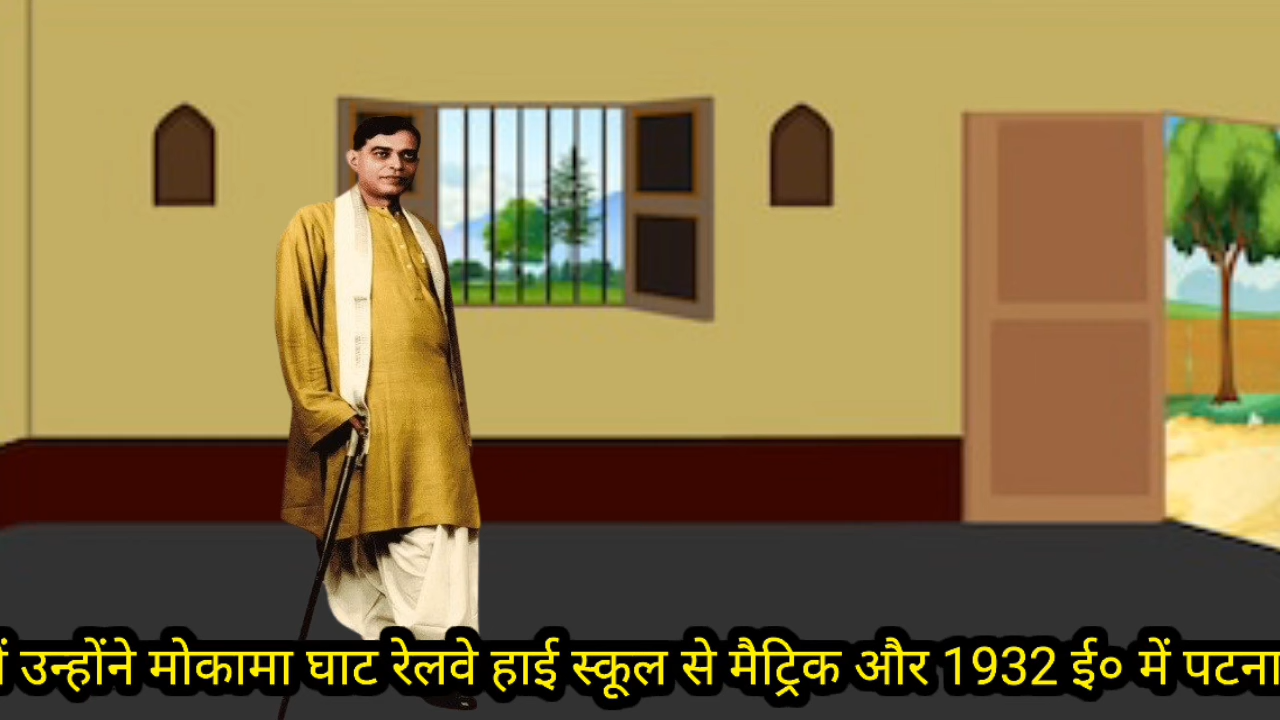 उन्होंने मोकामा घाट रेलवे हाई स्कूल से मैट्रिक और 1932 ई० में पटना